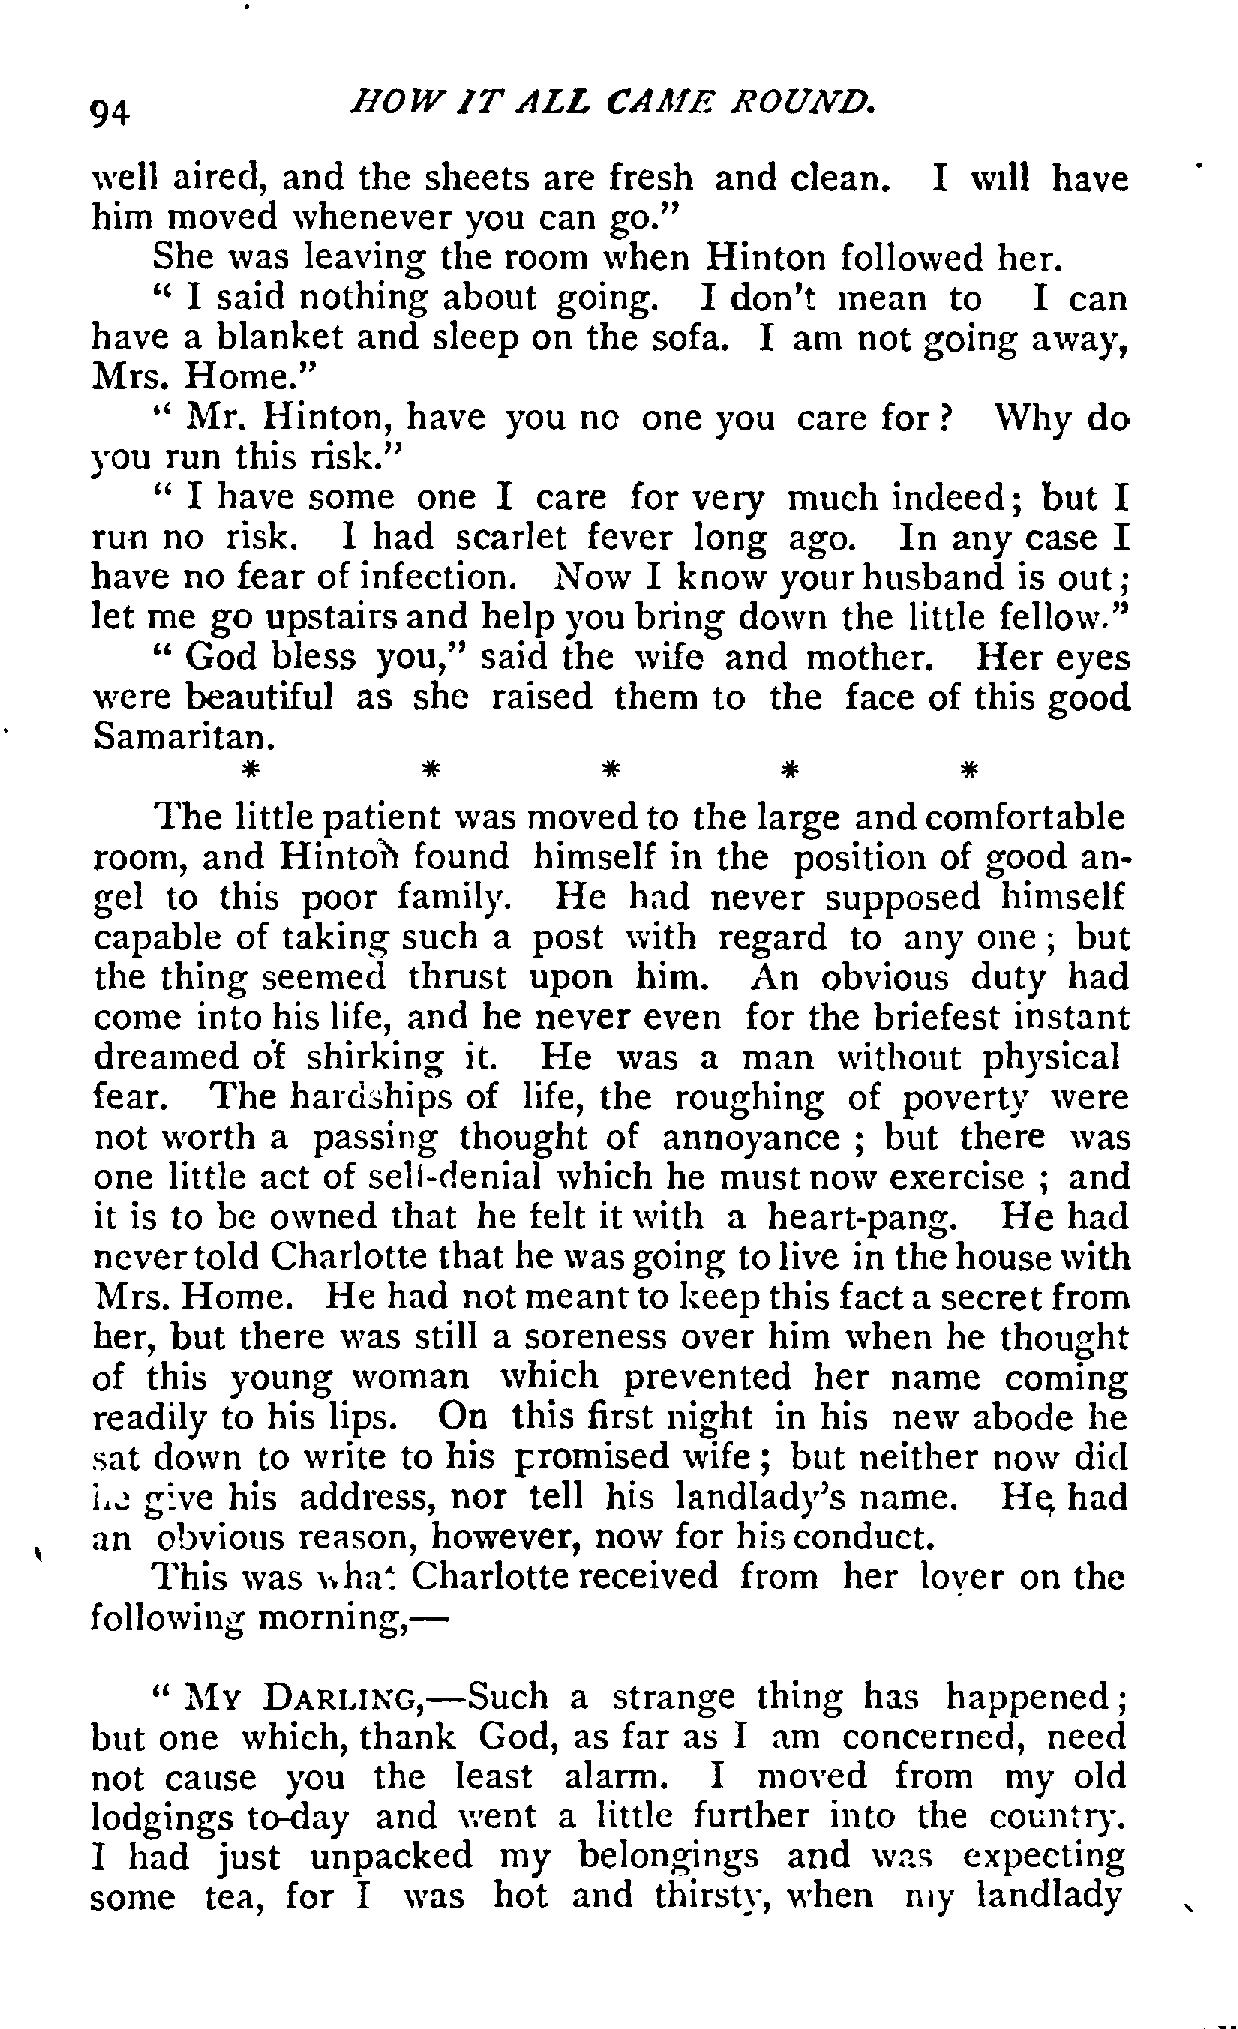 94 HOW IT ALL CAME ROUND.
well aired, and the sheets are fresh and clean. I will have
him moved whenever you can go."
She was leaving the room when Hinton followed her.
" I said nothing about going. I don't mean to I can
have a blanket and sleep on the sofa. I am not going away,
Mrs. Home."
" Mr. Hinton, have you no one you care for ? Why do
you run this risk."
" I have some one I care for very much indeed; but I
run no risk. I had scarlet fever long ago. In any case I
have no fear of infection. Now I know your husband is out;
let me go upstairs and help you bring down the little fellow."
" God bless you," said the wife and mother. Her eyes
were beautiful as she raised them to the face of this good
Samaritan.
* * * * *
The little patient was moved to the large and comfortable
room, and Hinton found himself in the position of good an-
gel to this poor family. He had never supposed himself
capable of taking such a post with regard to any one ; but
the thing seemed thrust upon him. An obvious duty had
come into his life, and he never even for the briefest instant
dreamed of shirking it. He was a man without physical
fear. The hardships of life, the roughing of poverty were
not worth a passing thought of annoyance ; but there was
one little act of self-denial which he must now exercise ; and
it is to be owned that he felt it with a heart-pang. He had
never told Charlotte that he was going to live in the house with
Mrs. Home. He had not meant to keep this fact a secret from
her, but there was still a soreness over him when he thought
of this young woman which prevented her name coming
readily to his lips. On this first night in his new abode he
sat down to write to his promised wife ; but neither now did
he give his address, nor tell his landlady's name. He had
an obvious reason, however, now for his conduct.
This was what Charlotte received from her lover on the
following morning,—
" MY DARLING,—Such a strange thing has happened ;
but one which, thank God, as far as I am concerned, need
not cause you the least alarm. I moved from my old
lodgings to-day and went a little further into the country.
I had just unpacked my belongings and was expecting
some tea, for I was hot and thirsty, when my landlady